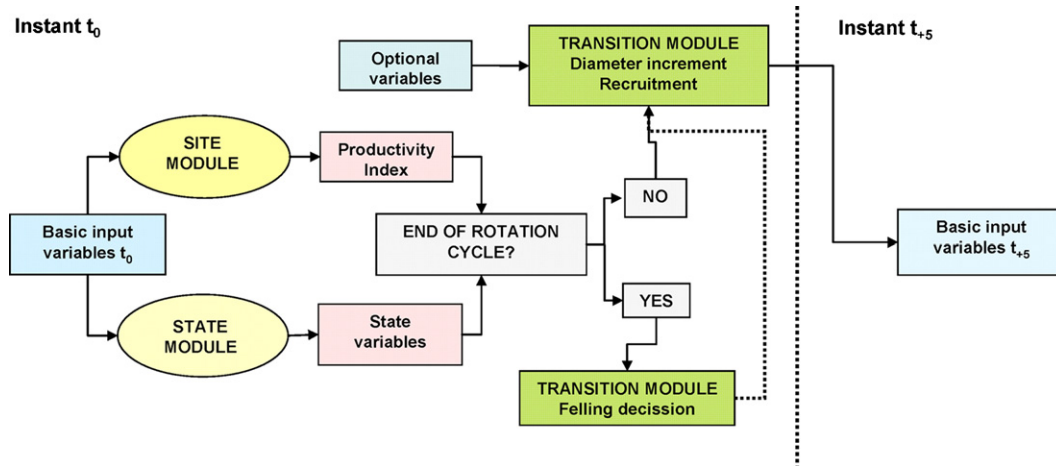 Instant t0
Instant t+5
Optional
variables
TRANSITION MODULE
Diameter increment
Recruitment
SITE
MODULE
Productivity
Index
NO
Basic input
variables t0
END OF ROTATION
CYCLE?
Basic input
variables t+5
YES
STATE
MODULE
State
variables
TRANSITION MODULE
Felling decission